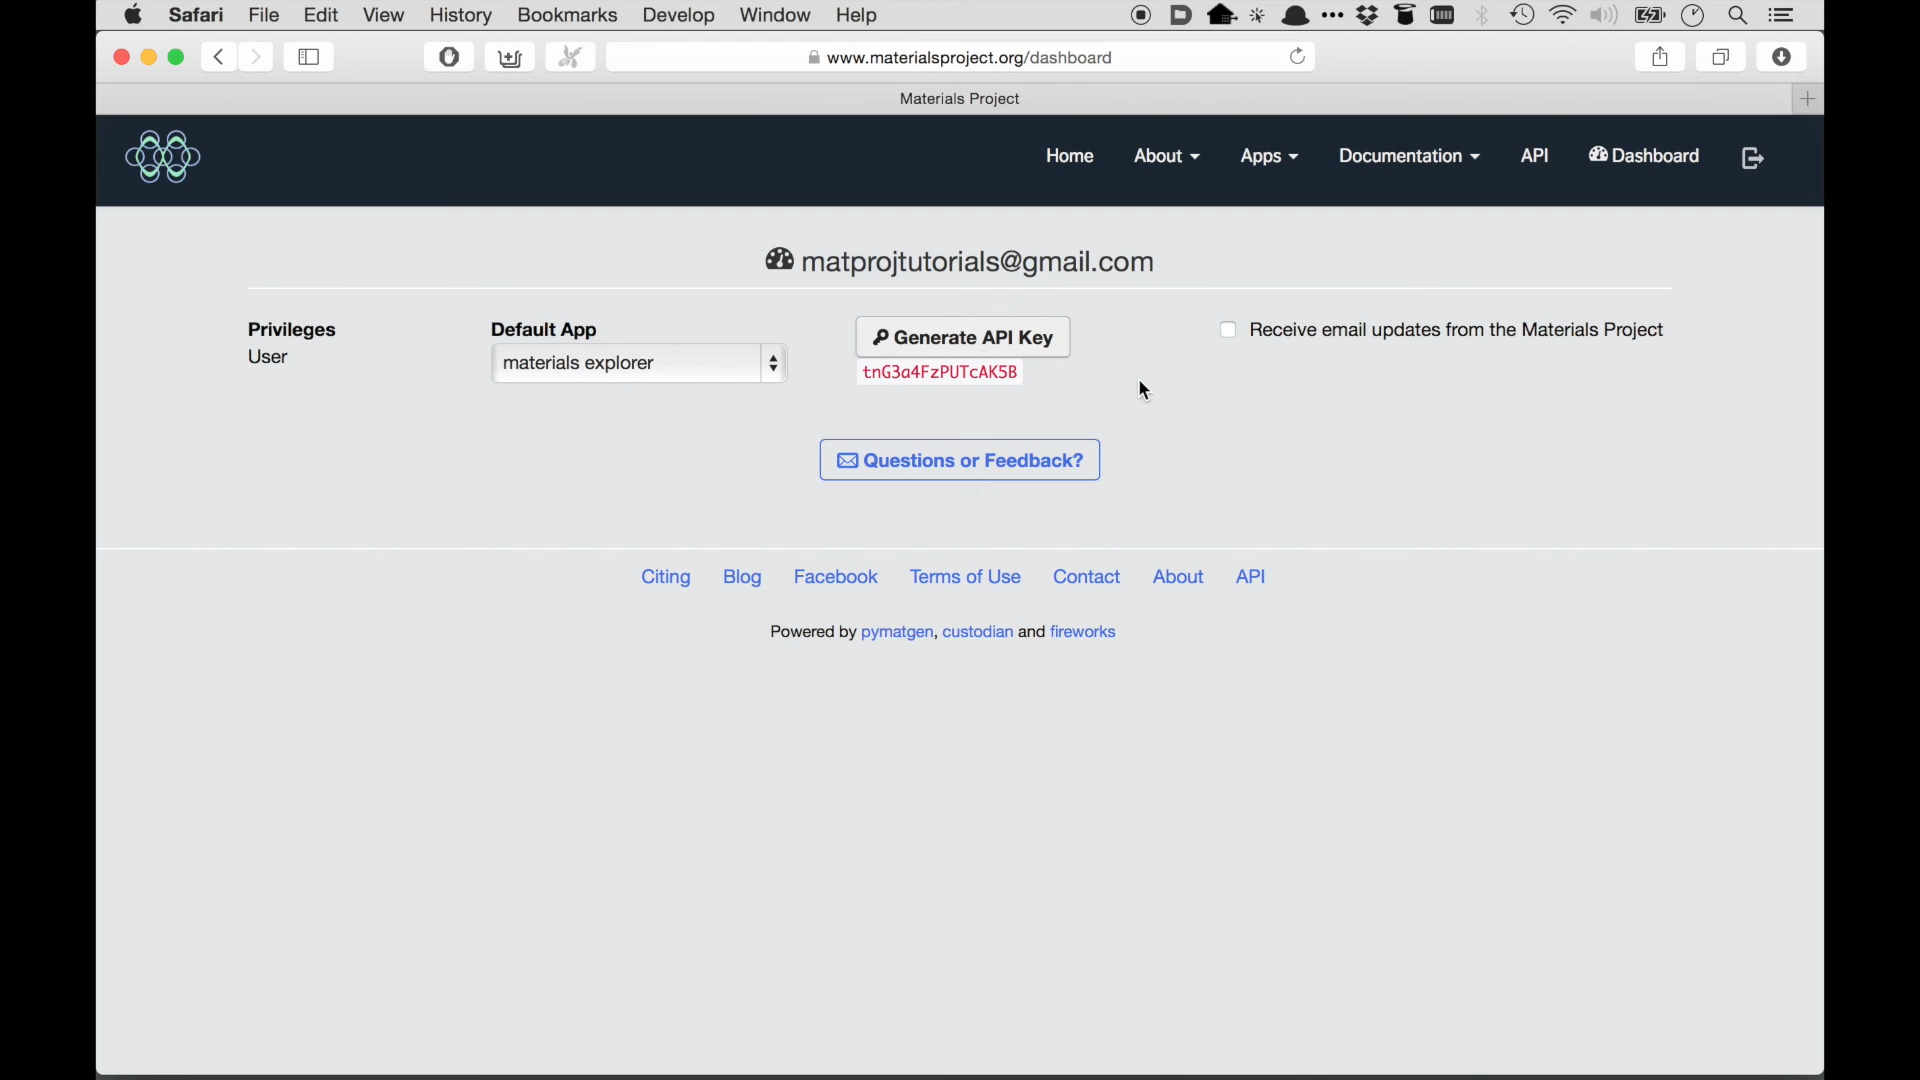 Safari File Edit View History Bookmarks Develop Window Help
www.materialsproject.org/dashboard
Materials Project
Home About Apps Documentation API Dashboard
matprojtutorials@gmail.com
Privileges Default App Generate API Key Receive email updates from the Materials Project
User materials explorer tnG3a4FzPUTcAK5B
Questions or Feedback?
Citing Blog Facebook Terms of Use Contact About API
Powered by pymatgen, custodian and fireworks